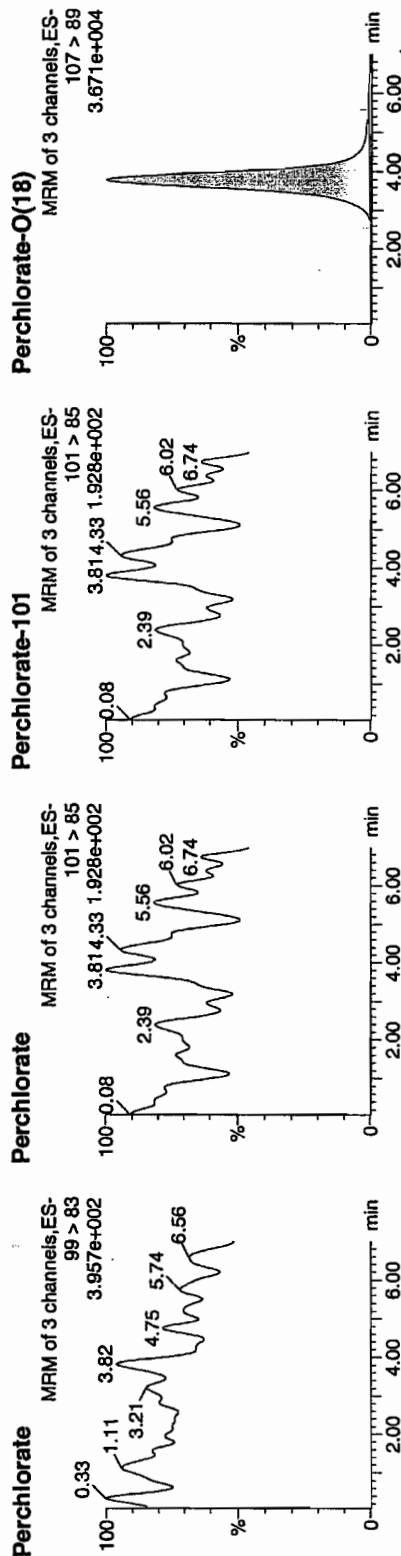 Perchlorate
MRM of 3 channels,ES-
99 > 83
3.957e+002
100
0.33
1.11
3.21
3.82
4.75
5.74
6.56
%
0
2.00
4.00
6.00
min
Perchlorate
MRM of 3 channels,ES-
101 > 85
1.928e+002
100
0.08
2.39
3.81
4.33
5.56
6.02
6.74
%
0
2.00
4.00
6.00
min
Perchlorate-101
MRM of 3 channels,ES-
101 > 85
1.928e+002
100
0.08
2.39
3.81
4.33
5.56
6.02
6.74
%
0
2.00
4.00
6.00
min
Perchlorate-O(18)
MRM of 3 channels,ES-
107 > 89
3.671e+004
100
%
0
2.00
4.00
6.00
min